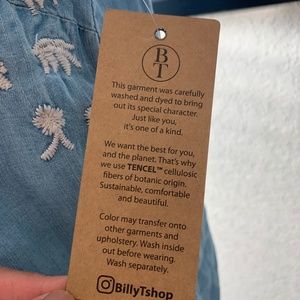 B
T
This garment was carefully
washed and dyed to bring
out its special character.
Just like you,
it's one of a kind.
We want the best for you,
and the planet. That's why
we use TENCEL™ cellulosic
fibers of botanic origin.
Sustainable, comfortable
and beautiful.
Color may transfer onto
other garments and
upholstery. Wash inside
out before wearing.
Wash separately.
BillyTshop